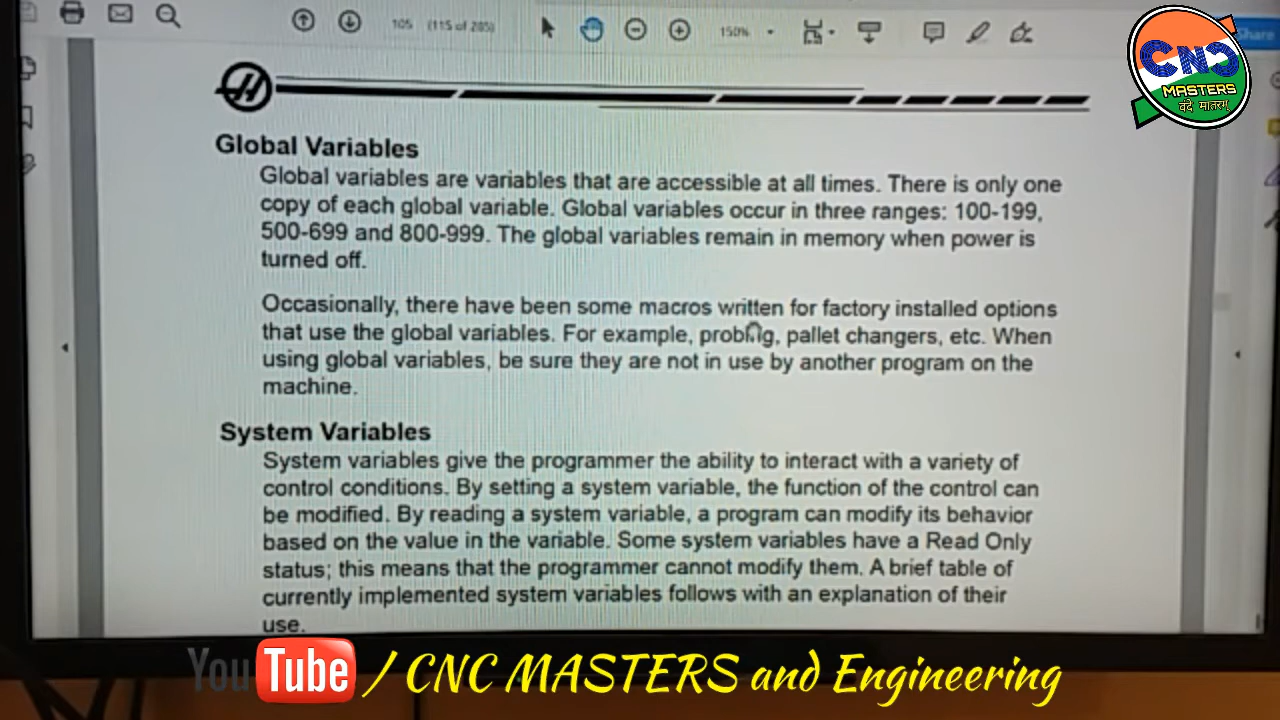 105 (115 of 285)
150%
Share
CNC
MASTERS
वंदे मातरम्
Global Variables
Global variables are variables that are accessible at all times. There is only one
copy of each global variable. Global variables occur in three ranges: 100-199,
500-699 and 800-999. The global variables remain in memory when power is
turned off.
Occasionally, there have been some macros written for factory installed options
that use the global variables. For example, probing, pallet changers, etc. When
using global variables, be sure they are not in use by another program on the
machine.
System Variables
System variables give the programmer the ability to interact with a variety of
control conditions. By setting a system variable, the function of the control can
be modified. By reading a system variable, a program can modify its behavior
based on the value in the variable. Some system variables have a Read Only
status; this means that the programmer cannot modify them. A brief table of
currently implemented system variables follows with an explanation of their
use.
YouTube / CNC MASTERS and Engineering